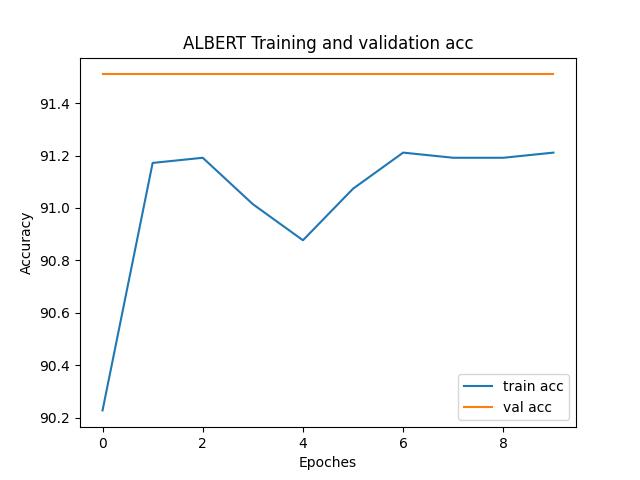 ALBERT Training and validation acc
Accuracy
91.4
91.2
91.0
90.8
90.6
90.4
90.2
train acc
val acc
0 2 4 6 8
Epoches